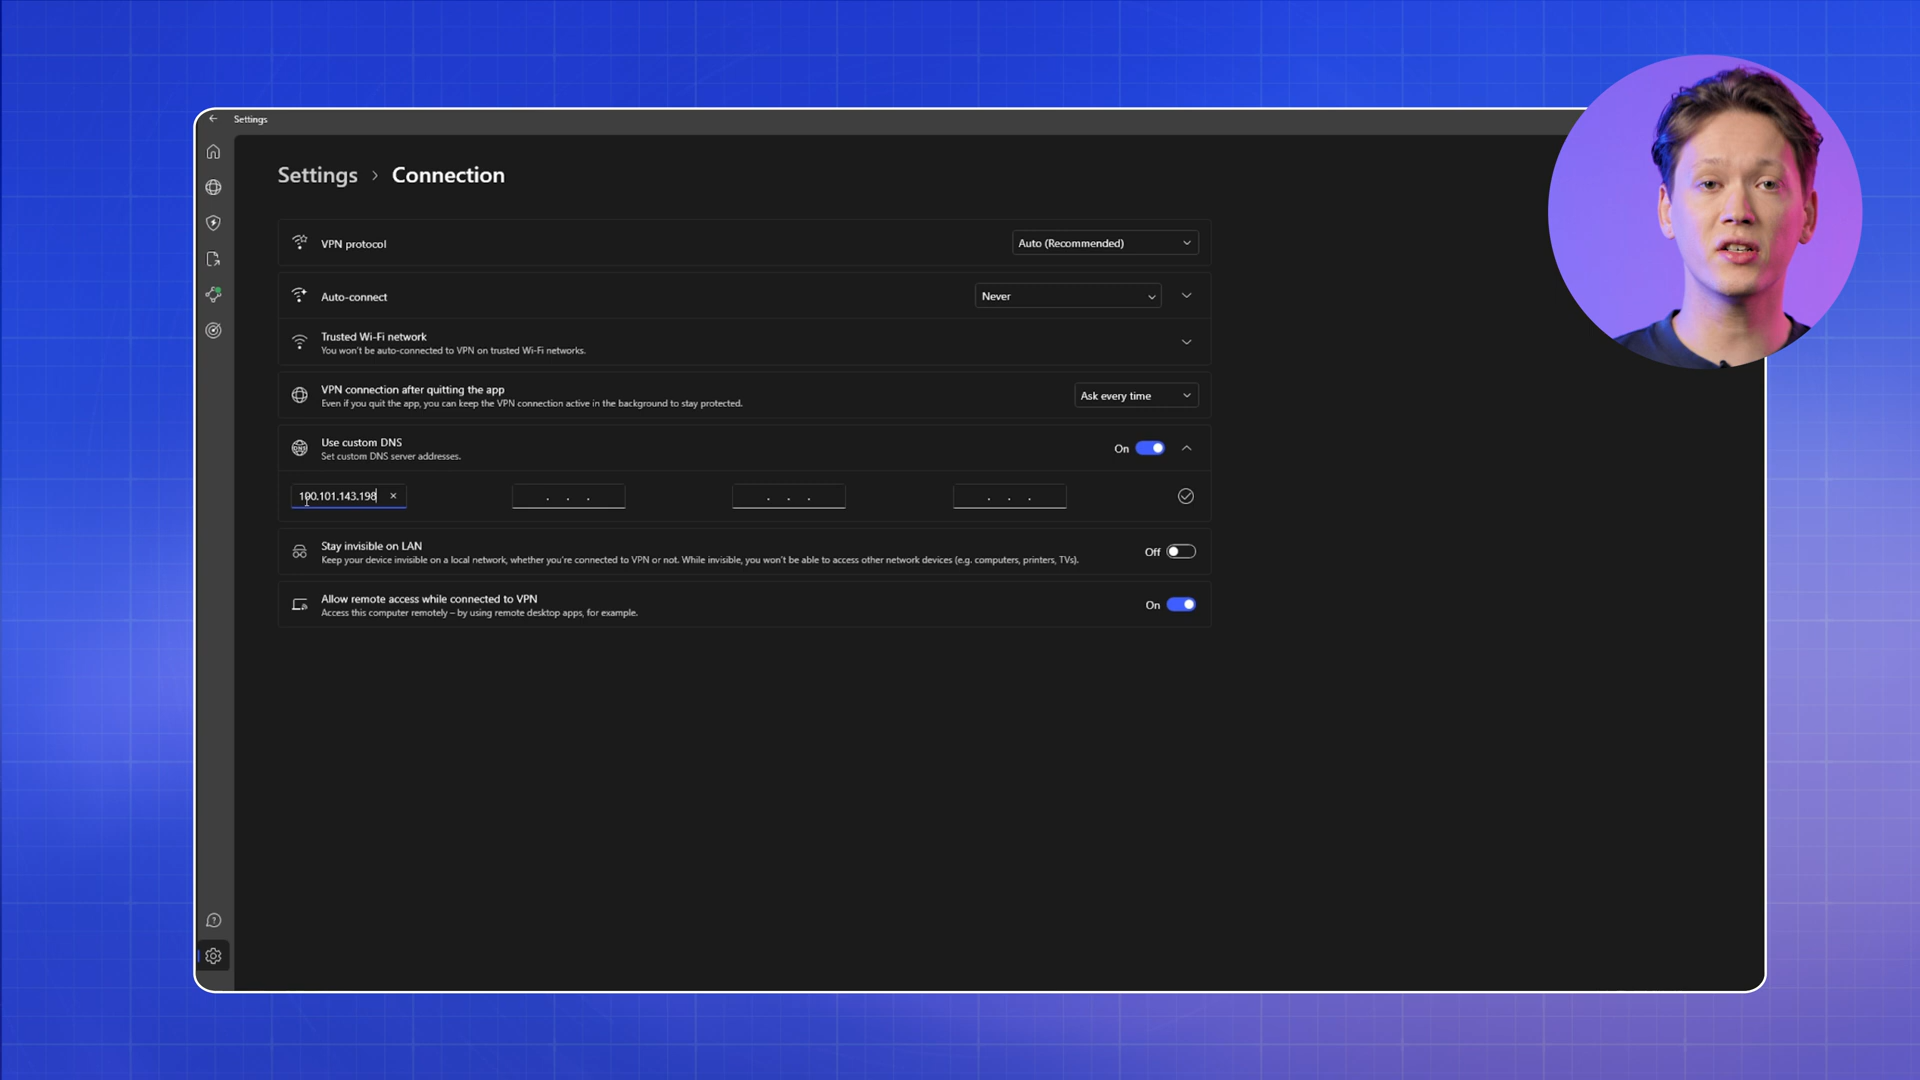 Settings
Settings > Connection
VPN protocol
Auto (Recommended)
Auto-connect
Never
Trusted Wi-Fi network
You won't be auto-connected to VPN on trusted Wi-Fi networks.
VPN connection after quitting the app
Even if you quit the app, you can keep the VPN connection active in the background to stay protected.
Ask every time
DNS
Use custom DNS
Set custom DNS server addresses.
On
100.101.143.198
. . .
. . .
. . .
Stay invisible on LAN
Keep your device invisible on a local network, whether you're connected to VPN or not. While invisible, you won't be able to access other network devices (e.g. computers, printers, TVs).
Off
Allow remote access while connected to VPN
Access this computer remotely – by using remote desktop apps, for example.
On